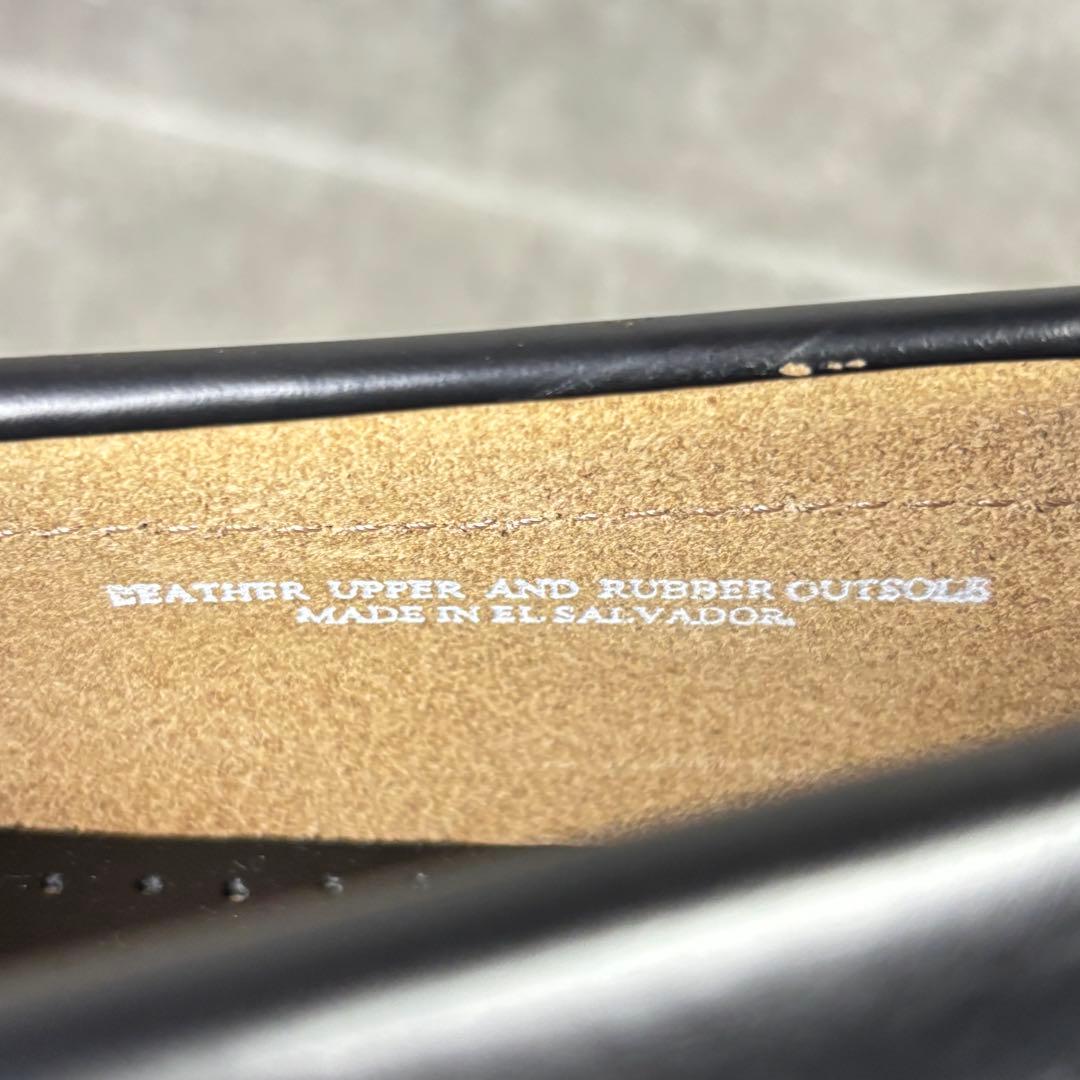 LEATHER UPPER AND RUBBER OUTSOLE
MADE IN EL SALVADOR.